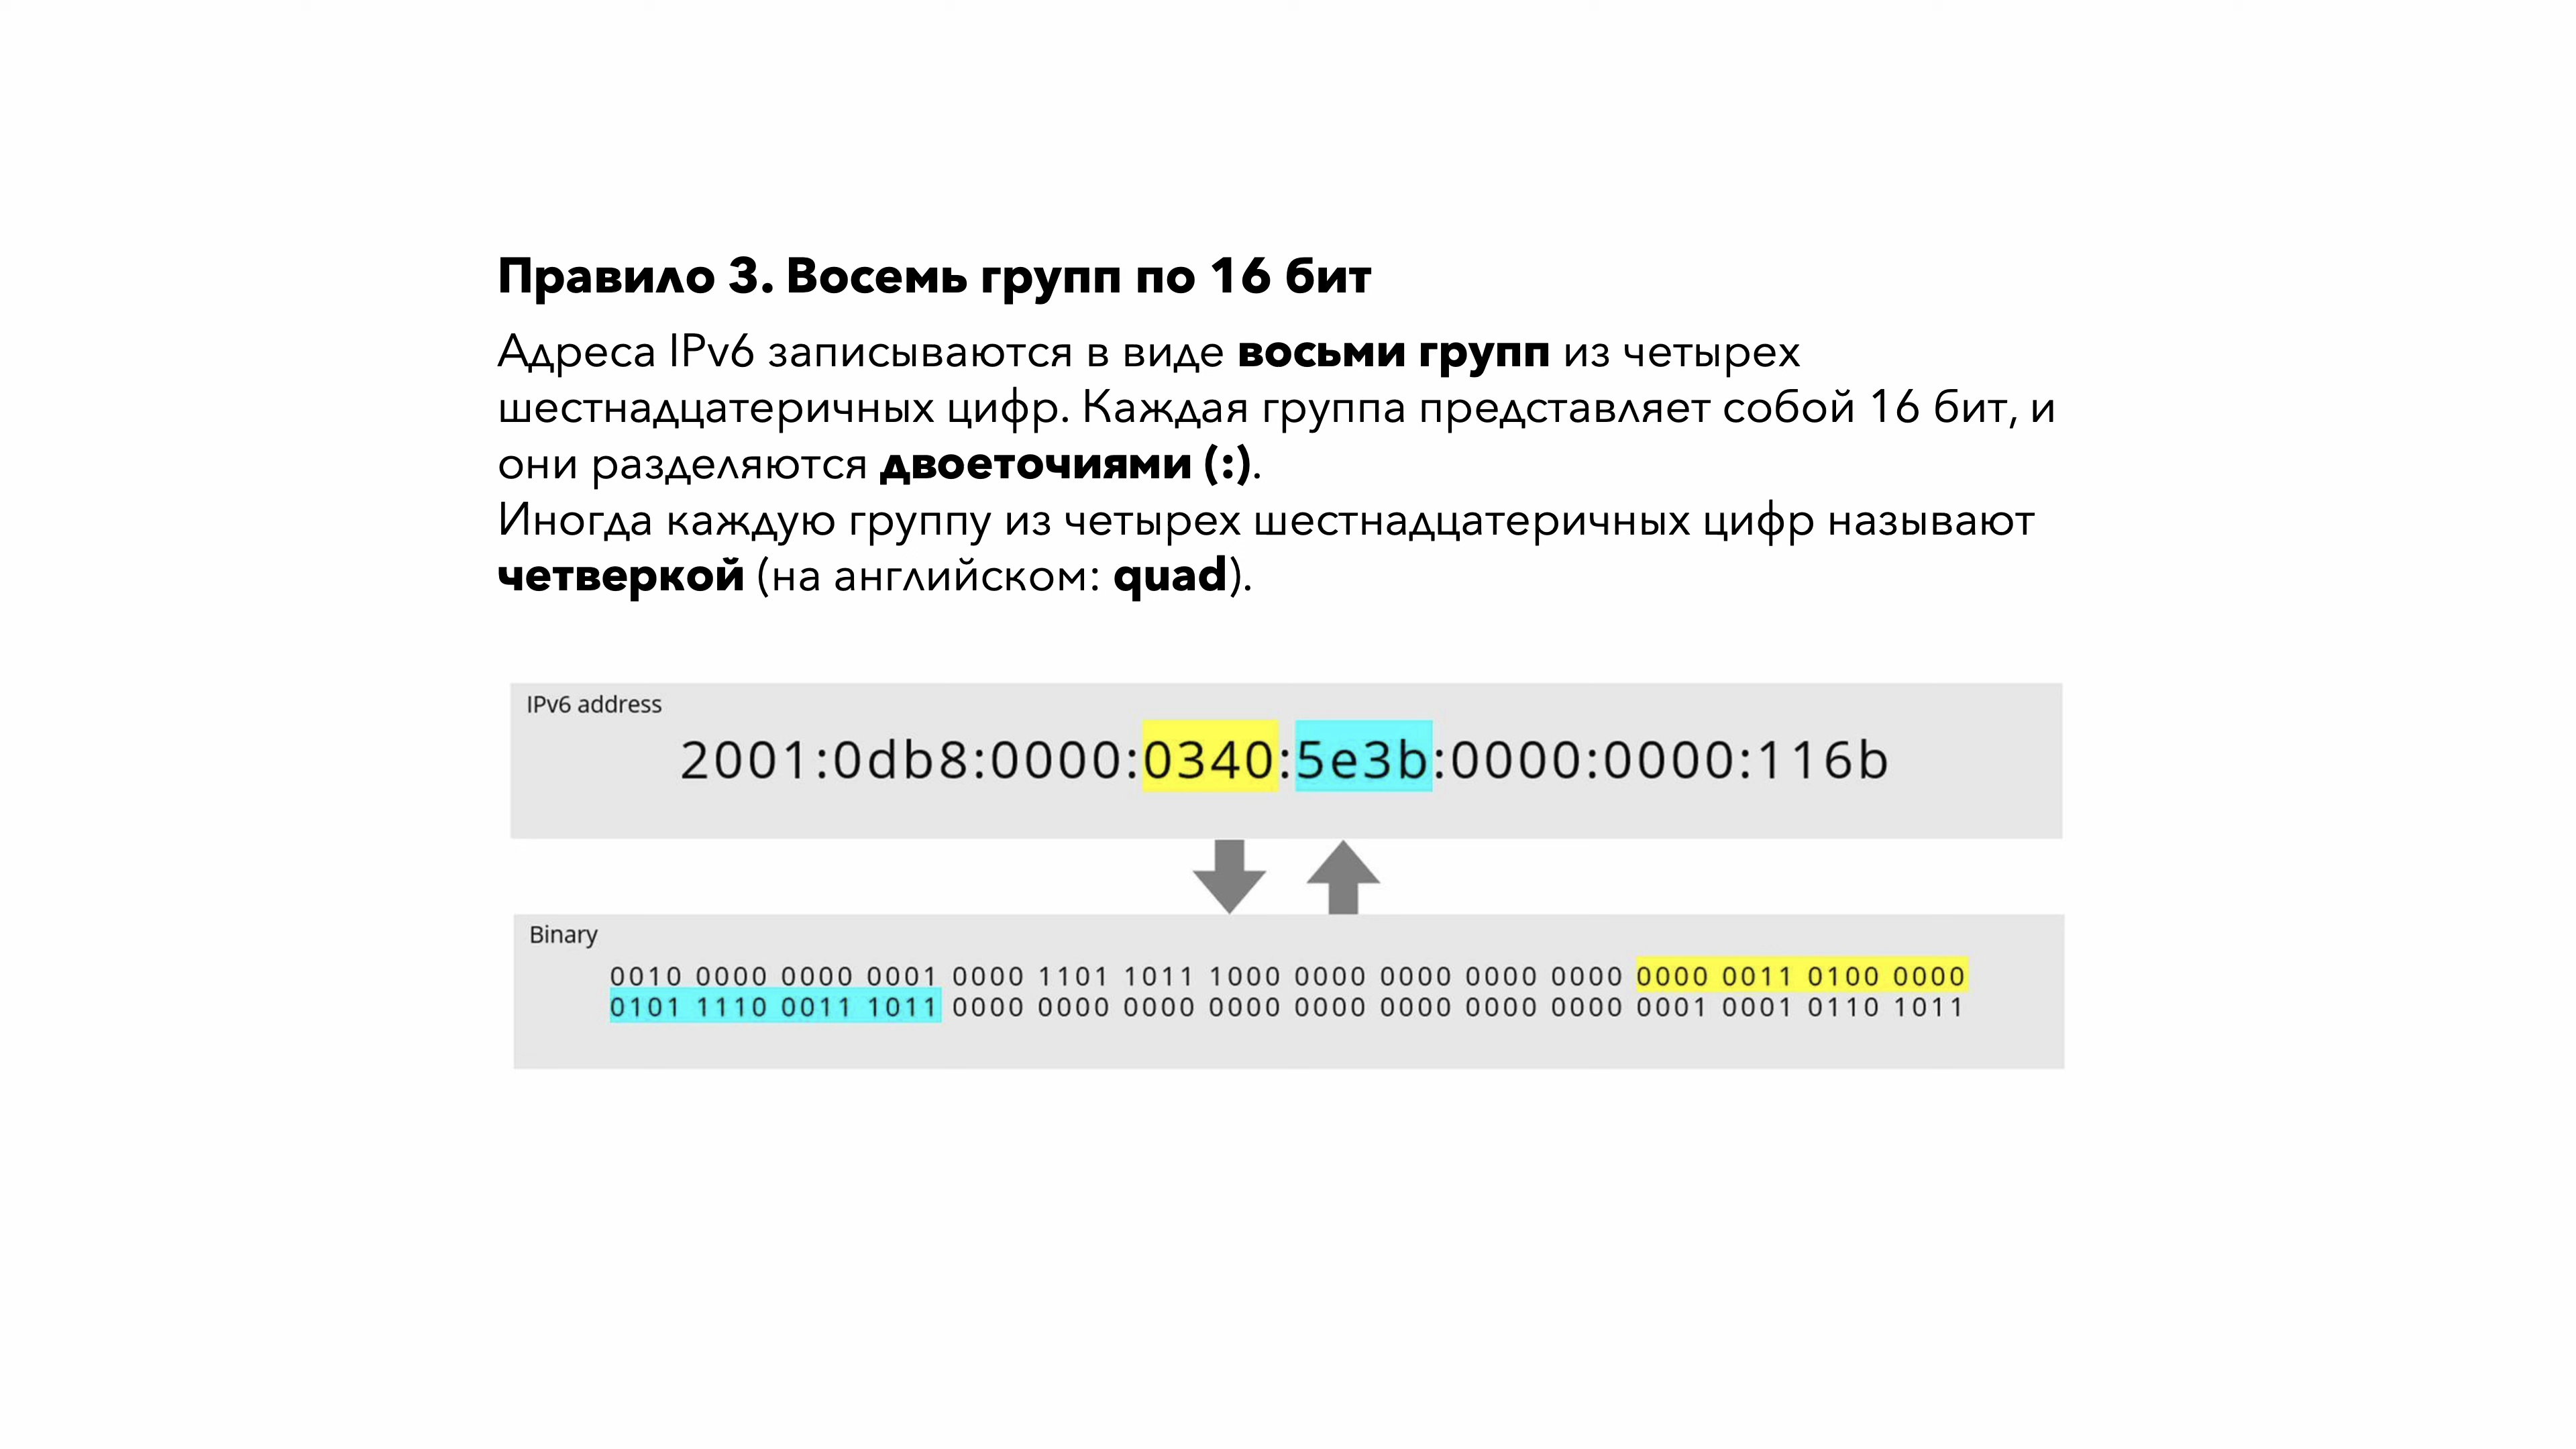 Правило 3. Восемь групп по 16 бит
Адреса IPv6 записываются в виде восьми групп из четырех
шестнадцатеричных цифр. Каждая группа представляет собой 16 бит, и
они разделяются двоеточиями (:).
Иногда каждую группу из четырех шестнадцатеричных цифр называют
четверкой (на английском: quad).
IPv6 address
2001:0db8:0000:0340:5e3b:0000:0000:116b
Binary
0010 0000 0000 0001 0000 1101 1011 1000 0000 0000 0000 0000 0000 0011 0100 0000
0101 1110 0011 1011 0000 0000 0000 0000 0000 0000 0000 0000 0001 0001 0110 1011